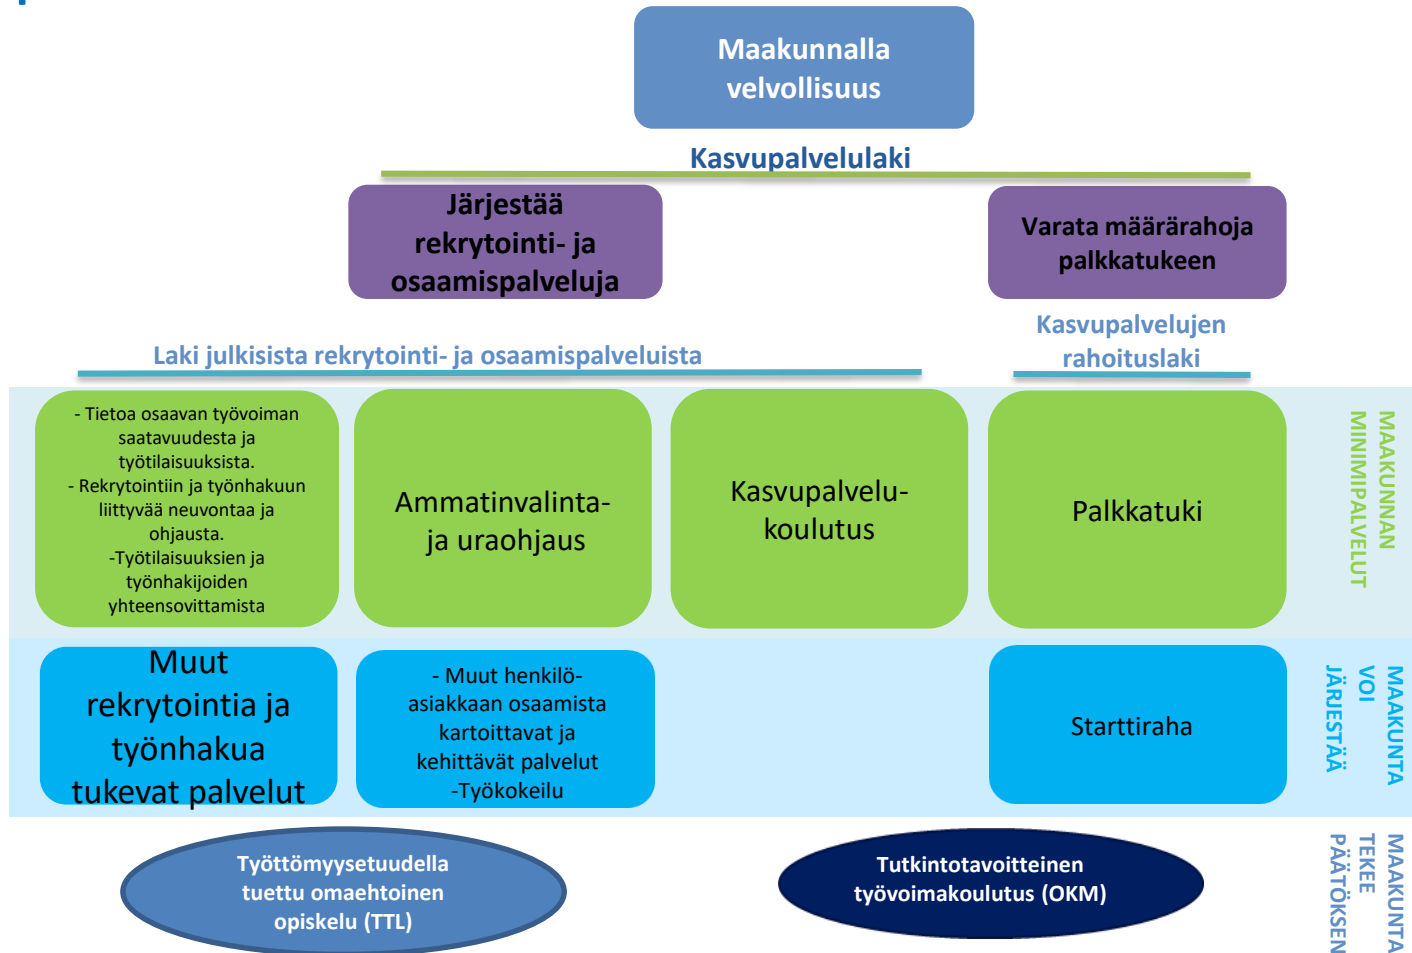 Maakunnalla
velvollisuus
Kasvupalvelulaki
Järjestää
rekrytointi- ja
osaamispalveluja
Varata määrärahoja
palkkatukeen
Laki julkisista rekrytointi- ja osaamispalveluista
Kasvupalvelujen
rahoituslaki
- Tietoa osaavan työvoiman
saatavuudesta ja
työtilaisuuksista.
- Rekrytointiin ja työnhakuun
liittyvää neuvontaa ja
ohjausta.
-Työtilaisuuksien ja
työnhakijoiden
yhteensovittamista
Ammatinvalinta-
ja uraohjaus
Kasvupalvelu-
koulutus
Palkkatuki
MAAKUNNAN
MINIMIPALVELUT
Muut
rekrytointia ja
työnhakua
tukevat palvelut
- Muut henkilö-
asiakkaan osaamista
kartoittavat ja
kehittävät palvelut
-Työkokeilu
Starttiraha
MAAKUNTA
VOI
JÄRJESTÄÄ
Työttömyysetuudella
tuettu omaehtoinen
opiskelu (TTL)
Tutkintotavoitteinen
työvoimakoulutus (OKM)
MAAKUNTA
TEKEE
PÄÄTÖKSEN